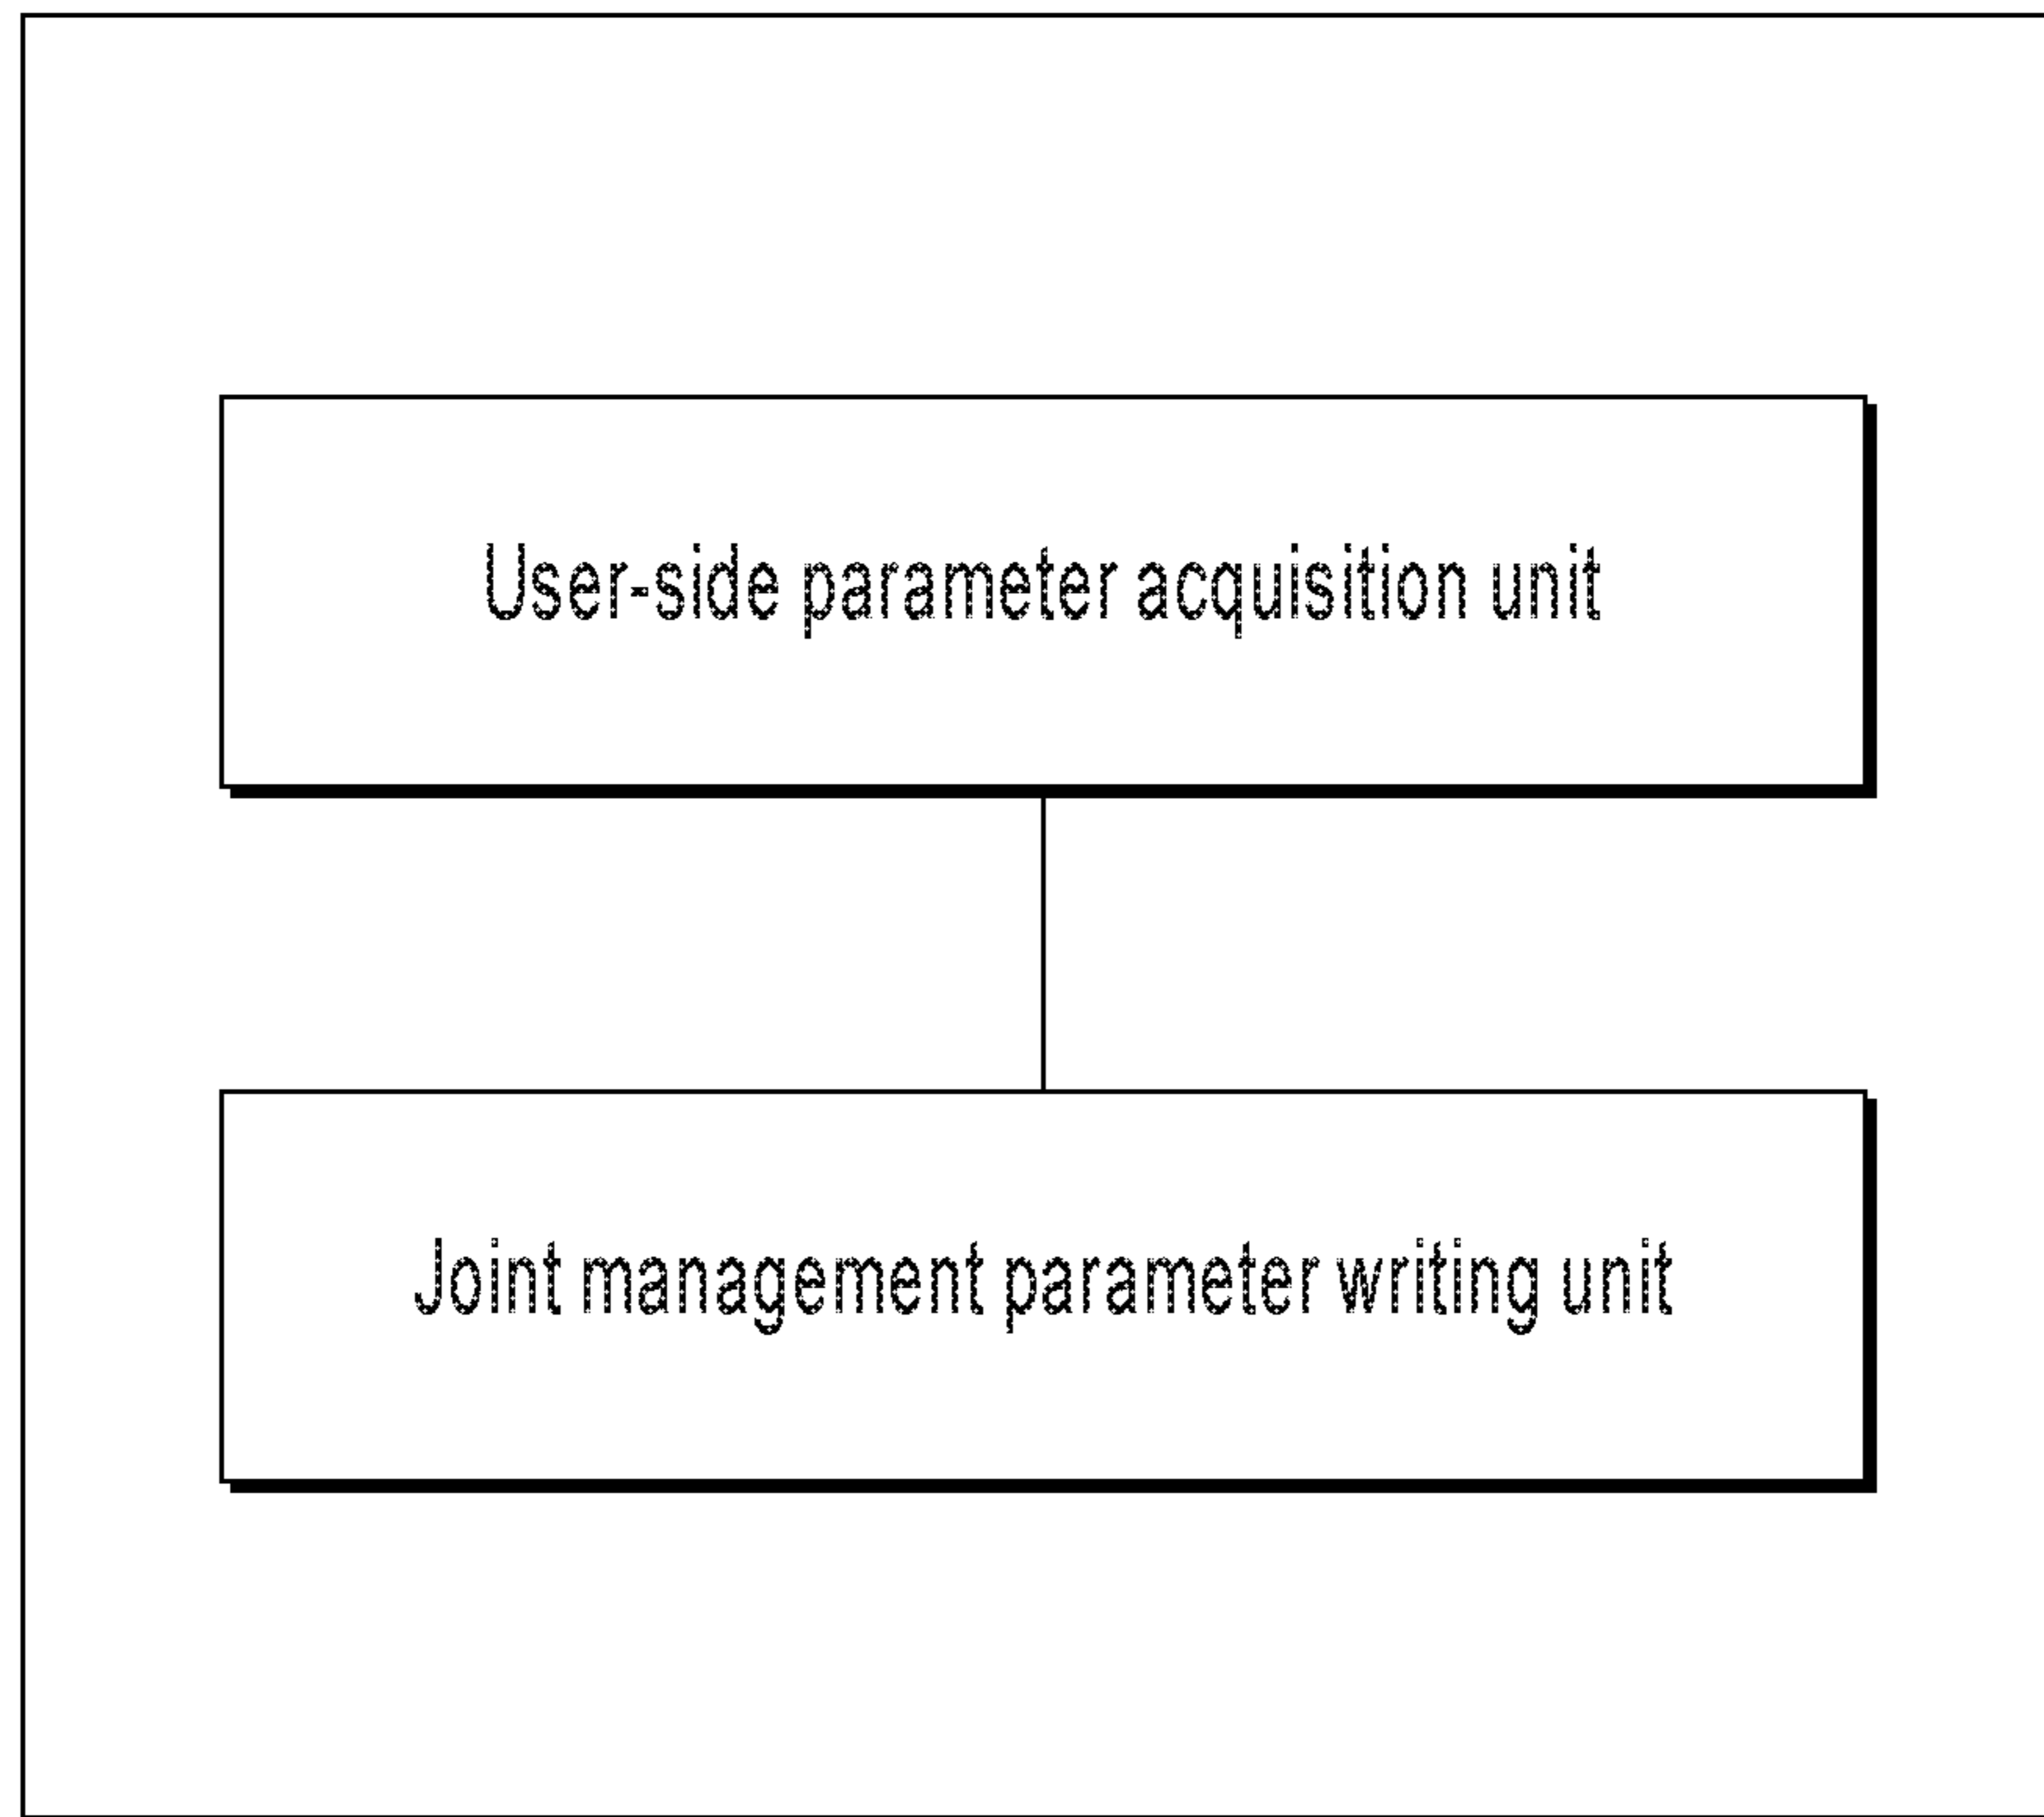 User-side parameter acquisition unit
Joint management parameter writing unit